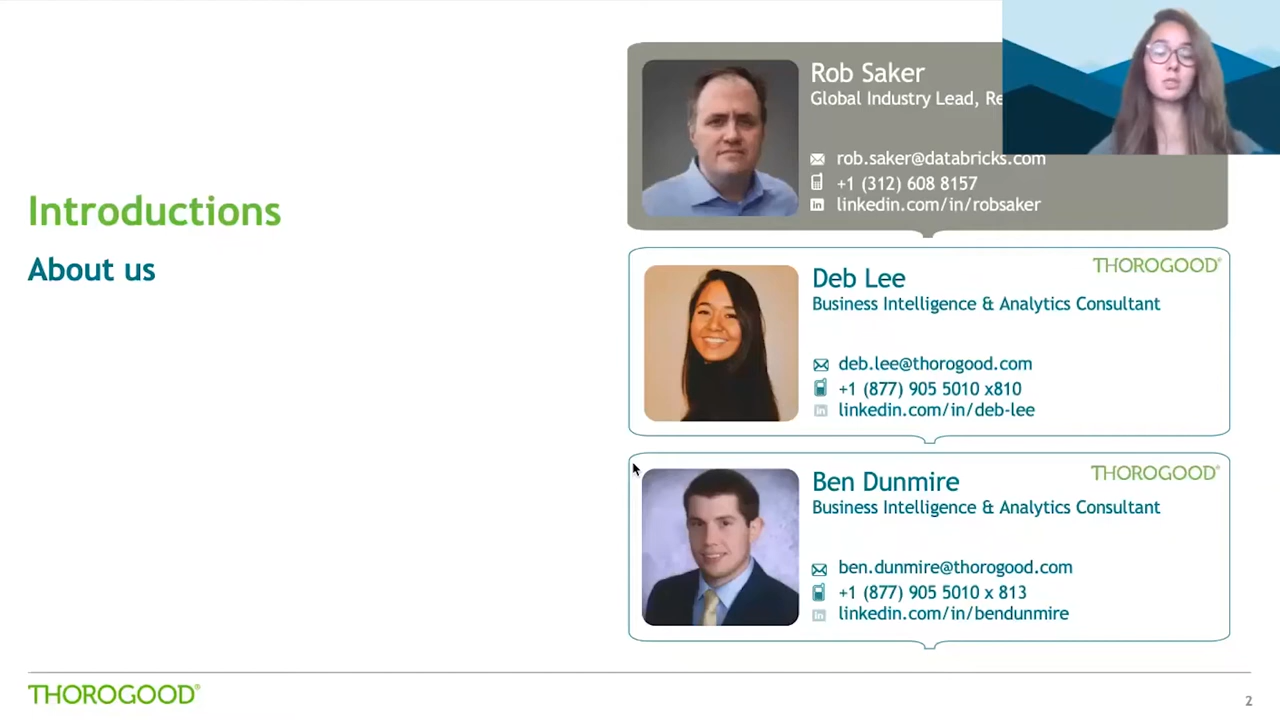 Introductions
About us
Rob Saker
Global Industry Lead,
rob.saker@databricks.com
+1 (312) 608 8157
linkedin.com/in/robsaker
THOROGOOD®
Deb Lee
Business Intelligence & Analytics Consultant
deb.lee@thorogood.com
+1 (877) 905 5010 x810
linkedin.com/in/deb-lee
THOROGOOD®
Ben Dunmire
Business Intelligence & Analytics Consultant
ben.dunmire@thorogood.com
+1 (877) 905 5010 x 813
linkedin.com/in/bendunmire
THOROGOOD®
2